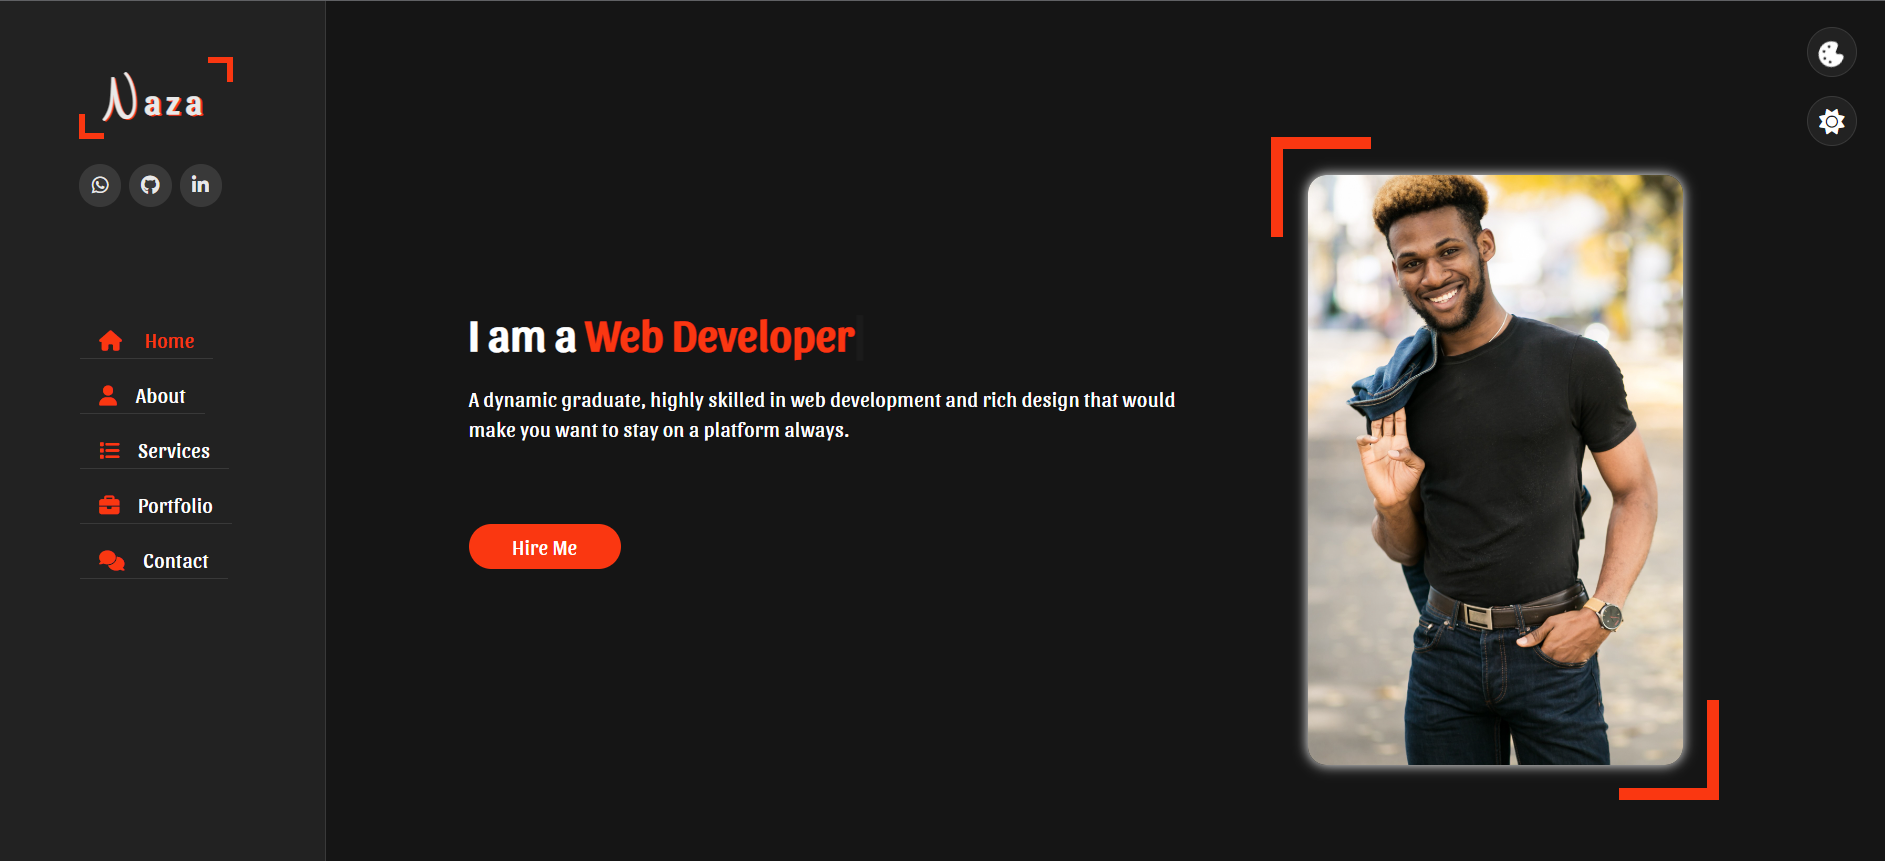 Naza
in
Home
About
Services
Portfolio
Contact
I am a Web Developer
A dynamic graduate, highly skilled in web development and rich design that would
make you want to stay on a platform always.
Hire Me